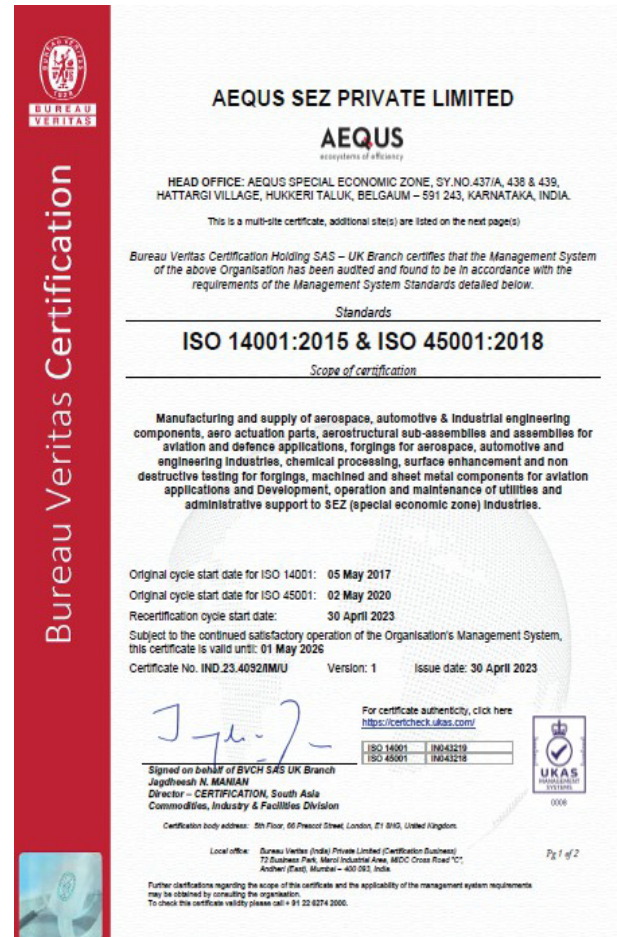 BUREAU
VERITAS
Bureau Veritas Certification
AEQUS SEZ PRIVATE LIMITED
AEQUS
ecosystems of efficiency
HEAD OFFICE: AEQUS SPECIAL ECONOMIC ZONE, SY.NO.437/A, 438 & 439,
HATTARGI VILLAGE, HUKKERI TALUK, BELGAUM – 591 243, KARNATAKA, INDIA.
This is a multi-site certificate, additional site(s) are listed on the next page(s)
Bureau Veritas Certification Holding SAS – UK Branch certifies that the Management System
of the above Organisation has been audited and found to be in accordance with the
requirements of the Management System Standards detailed below.
Standards
ISO 14001:2015 & ISO 45001:2018
Scope of certification
Manufacturing and supply of aerospace, automotive & industrial engineering
components, aero actuation parts, aerostructural sub-assemblies and assemblies for
aviation and defence applications, forgings for aerospace, automotive and
engineering industries, chemical processing, surface enhancement and non
destructive testing for forgings, machined and sheet metal components for aviation
applications and Development, operation and maintenance of utilities and
administrative support to SEZ (special economic zone) industries.
Original cycle start date for ISO 14001: 05 May 2017
Original cycle start date for ISO 45001: 02 May 2020
Recertification cycle start date: 30 April 2023
Subject to the continued satisfactory operation of the Organisation's Management System,
this certificate is valid until: 01 May 2026
Certificate No. IND.23.4092/IM/U Version: 1 Issue date: 30 April 2023
For certificate authenticity, click here
https://certcheck.ukas.com/
ISO 14001 IN043219
ISO 45001 IN043218
Signed on behalf of BVCH SAS UK Branch
Jagdheesh N. MANIAN
Director – CERTIFICATION, South Asia
Commodities, Industry & Facilities Division
UKAS
MANAGEMENT
SYSTEMS
0008
Certification body address: 5th Floor, 66 Prescot Street, London, E1 8HG, United Kingdom.
Local office: Bureau Veritas (India) Private Limited (Certification Business)
72 Business Park, Marol Industrial Area, MIDC Cross Road "C",
Andheri (East), Mumbai – 400 093, India
Pg 1 of 2
Further clarifications regarding the scope of this certificate and the applicability of the management system requirements
may be obtained by consulting the organisation.
To check this certificate validity please call + 91 22 6274 2000.